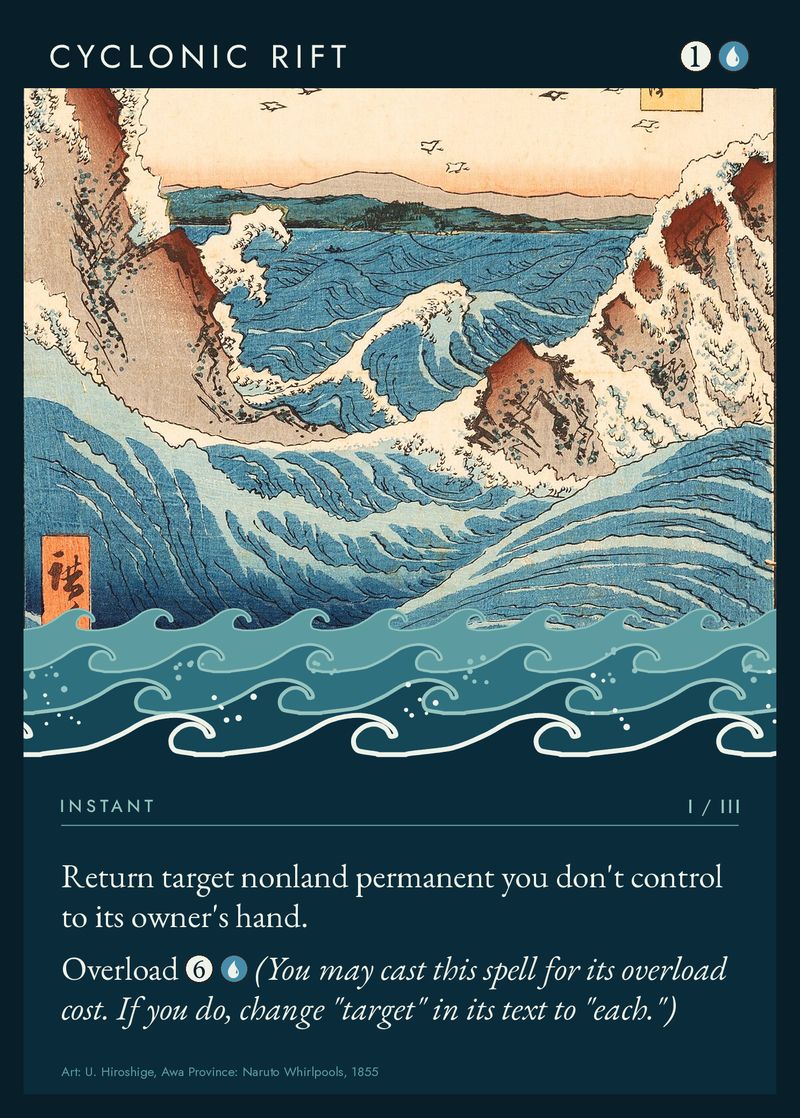 CYCLONIC RIFT 1
INSTANT I / III
Return target nonland permanent you don't control
to its owner's hand.
Overload 6 (You may cast this spell for its overload
cost. If you do, change "target" in its text to "each.")
Art: U. Hiroshige, Awa Province: Naruto Whirlpools, 1855